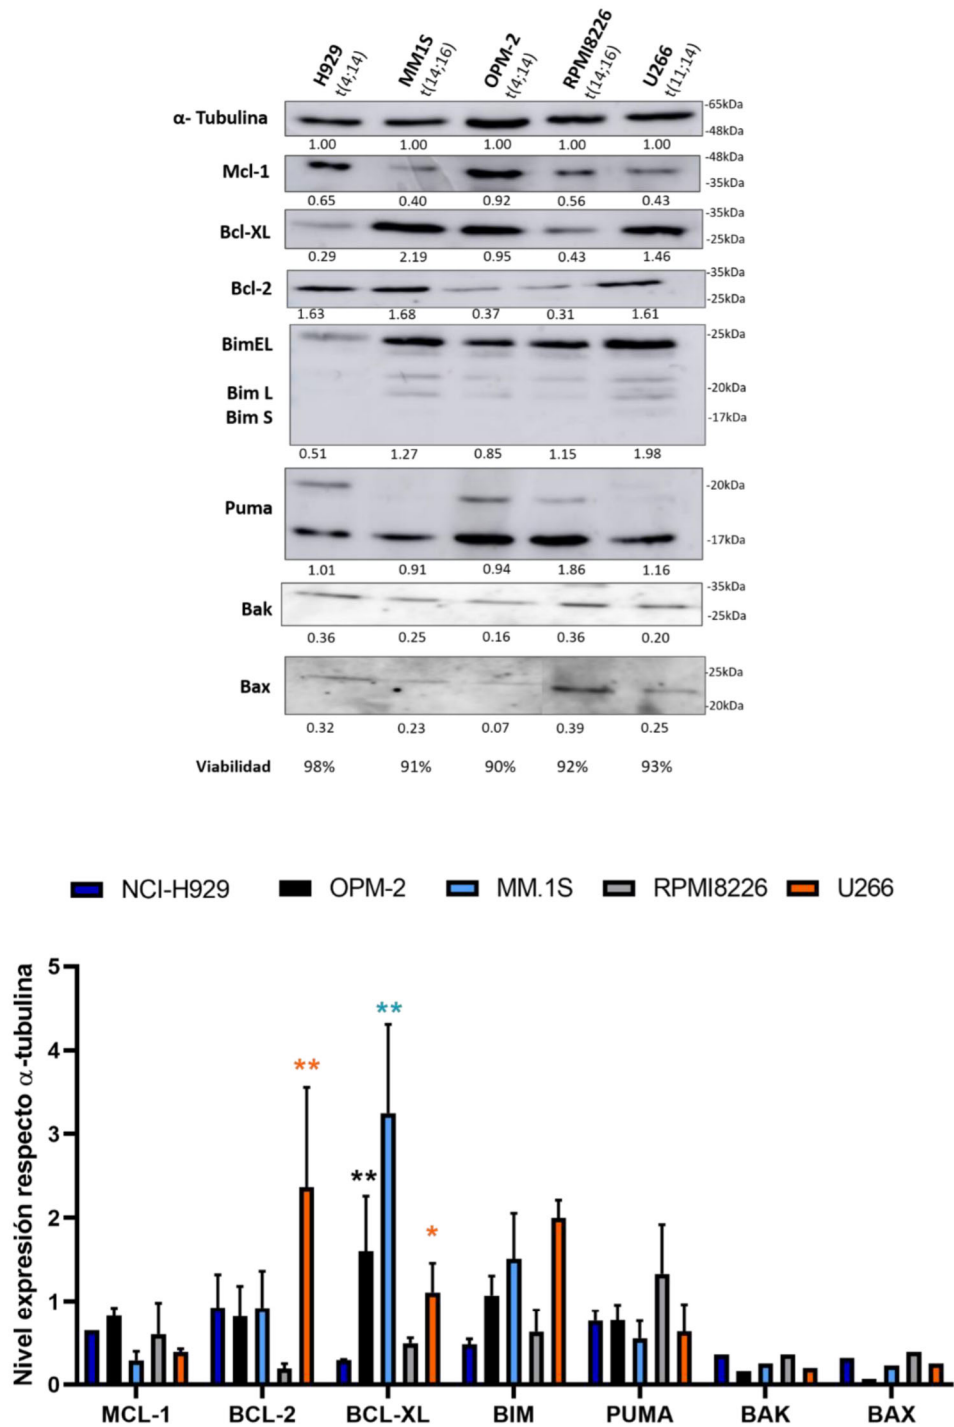 H929 t(4;14) MM1S t(14;16) OPM-2 t(4;14) RPMI8226 t(14;16) U266 t(11;14)
α- Tubulina -65kDa
-48kDa
1.00 1.00 1.00 1.00 1.00
Mcl-1 -48kDa
-35kDa
0.65 0.40 0.92 0.56 0.43
Bcl-XL -35kDa
-25kDa
0.29 2.19 0.95 0.43 1.46
Bcl-2 -35kDa
-25kDa
1.63 1.68 0.37 0.31 1.61
BimEL -25kDa
Bim L -20kDa
Bim S -17kDa
0.51 1.27 0.85 1.15 1.98
Puma -20kDa
-17kDa
1.01 0.91 0.94 1.86 1.16
Bak -35kDa
-25kDa
0.36 0.25 0.16 0.36 0.20
Bax -25kDa
-20kDa
0.32 0.23 0.07 0.39 0.25
Viabilidad 98% 91% 90% 92% 93%
NCI-H929 OPM-2 MM.1S RPMI8226 U266
Nivel expresión respecto α-tubulina
5
4
3
2
1
0
** ** ** *
MCL-1 BCL-2 BCL-XL BIM PUMA BAK BAX